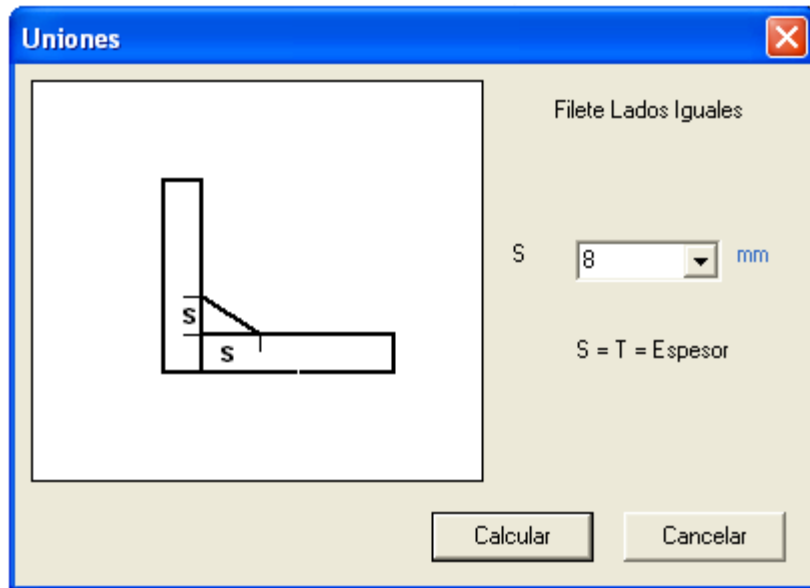 Uniones
Filete Lados Iguales
S 8 mm
S
S
S = T = Espesor
Calcular Cancelar